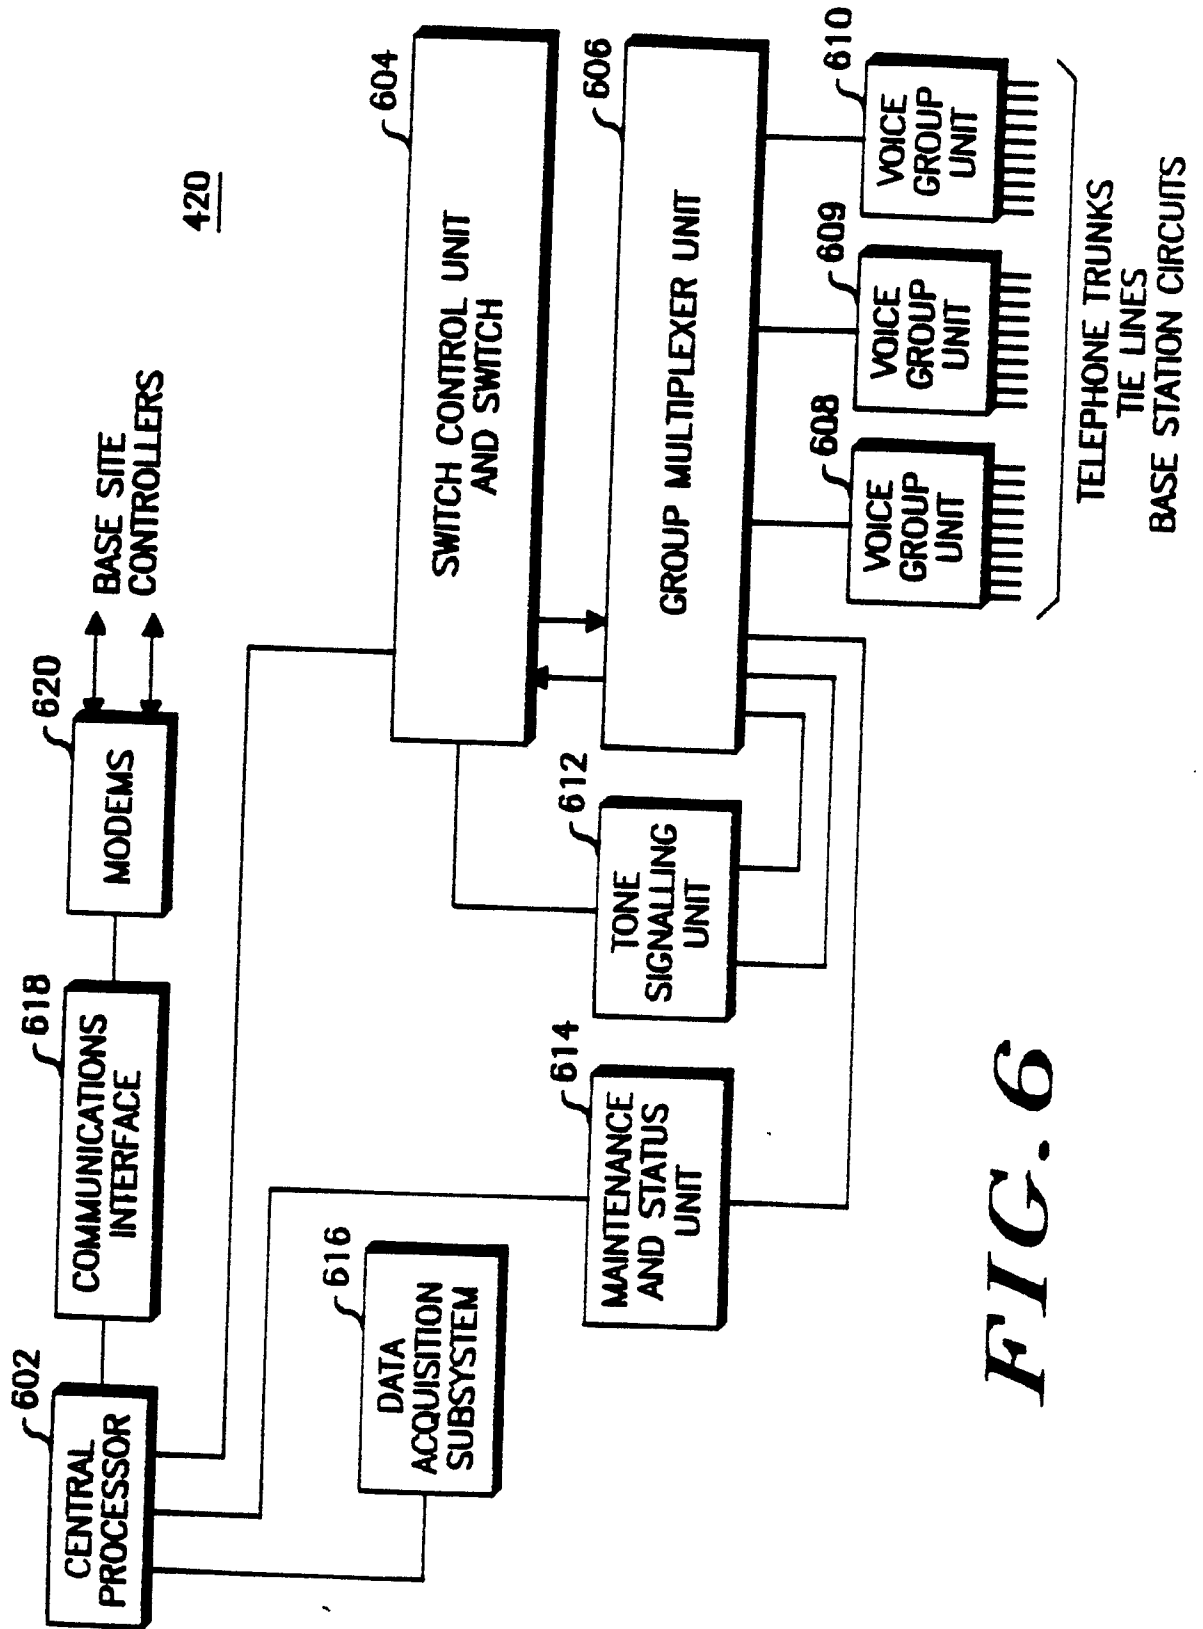 420
602
CENTRAL
PROCESSOR
618
COMMUNICATIONS
INTERFACE
620
MODEMS
BASE SITE
CONTROLLERS
616
DATA
ACQUISITION
SUBSYSTEM
604
SWITCH CONTROL UNIT
AND SWITCH
614
MAINTENANCE
AND STATUS
UNIT
612
TONE
SIGNALLING
UNIT
606
GROUP MULTIPLEXER UNIT
608
VOICE
GROUP
UNIT
609
VOICE
GROUP
UNIT
610
VOICE
GROUP
UNIT
TELEPHONE TRUNKS
TIE LINES
BASE STATION CIRCUITS
FIG. 6